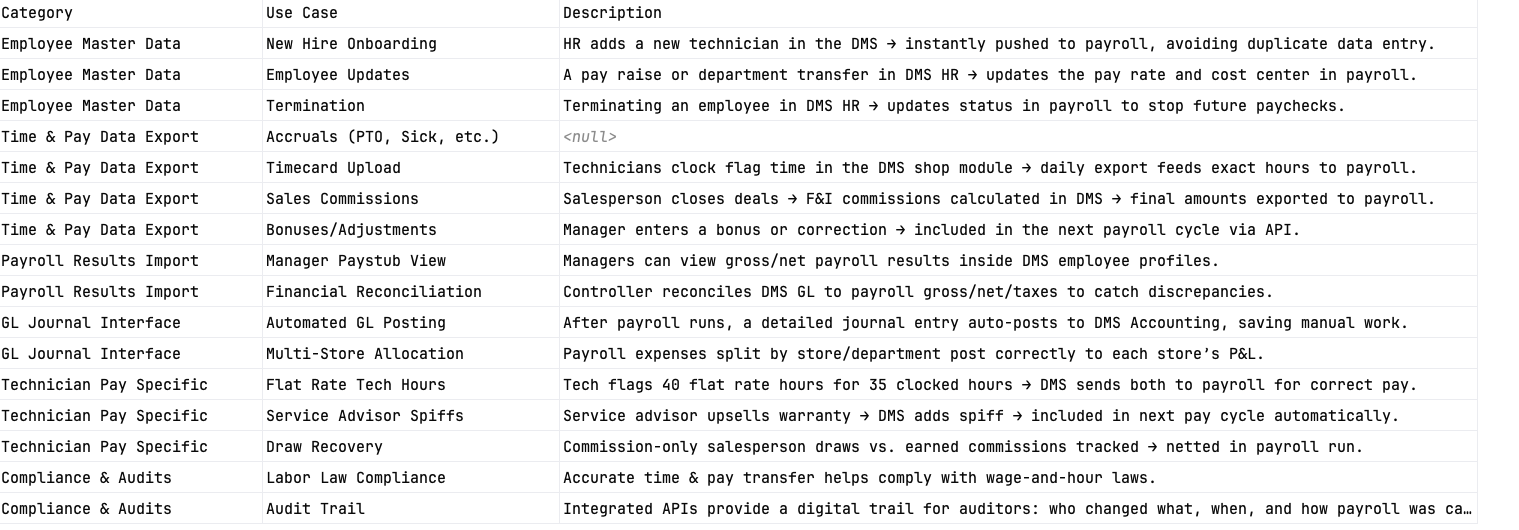 Category Use Case Description
Employee Master Data New Hire Onboarding HR adds a new technician in the DMS → instantly pushed to payroll, avoiding duplicate data entry.
Employee Master Data Employee Updates A pay raise or department transfer in DMS HR → updates the pay rate and cost center in payroll.
Employee Master Data Termination Terminating an employee in DMS HR → updates status in payroll to stop future paychecks.
Time & Pay Data Export Accruals (PTO, Sick, etc.) <null>
Time & Pay Data Export Timecard Upload Technicians clock flag time in the DMS shop module → daily export feeds exact hours to payroll.
Time & Pay Data Export Sales Commissions Salesperson closes deals → F&I commissions calculated in DMS → final amounts exported to payroll.
Time & Pay Data Export Bonuses/Adjustments Manager enters a bonus or correction → included in the next payroll cycle via API.
Payroll Results Import Manager Paystub View Managers can view gross/net payroll results inside DMS employee profiles.
Payroll Results Import Financial Reconciliation Controller reconciles DMS GL to payroll gross/net/taxes to catch discrepancies.
GL Journal Interface Automated GL Posting After payroll runs, a detailed journal entry auto-posts to DMS Accounting, saving manual work.
GL Journal Interface Multi-Store Allocation Payroll expenses split by store/department post correctly to each store’s P&L.
Technician Pay Specific Flat Rate Tech Hours Tech flags 40 flat rate hours for 35 clocked hours → DMS sends both to payroll for correct pay.
Technician Pay Specific Service Advisor Spiffs Service advisor upsells warranty → DMS adds spiff → included in next pay cycle automatically.
Technician Pay Specific Draw Recovery Commission-only salesperson draws vs. earned commissions tracked → netted in payroll run.
Compliance & Audits Labor Law Compliance Accurate time & pay transfer helps comply with wage-and-hour laws.
Compliance & Audits Audit Trail Integrated APIs provide a digital trail for auditors: who changed what, when, and how payroll was ca…